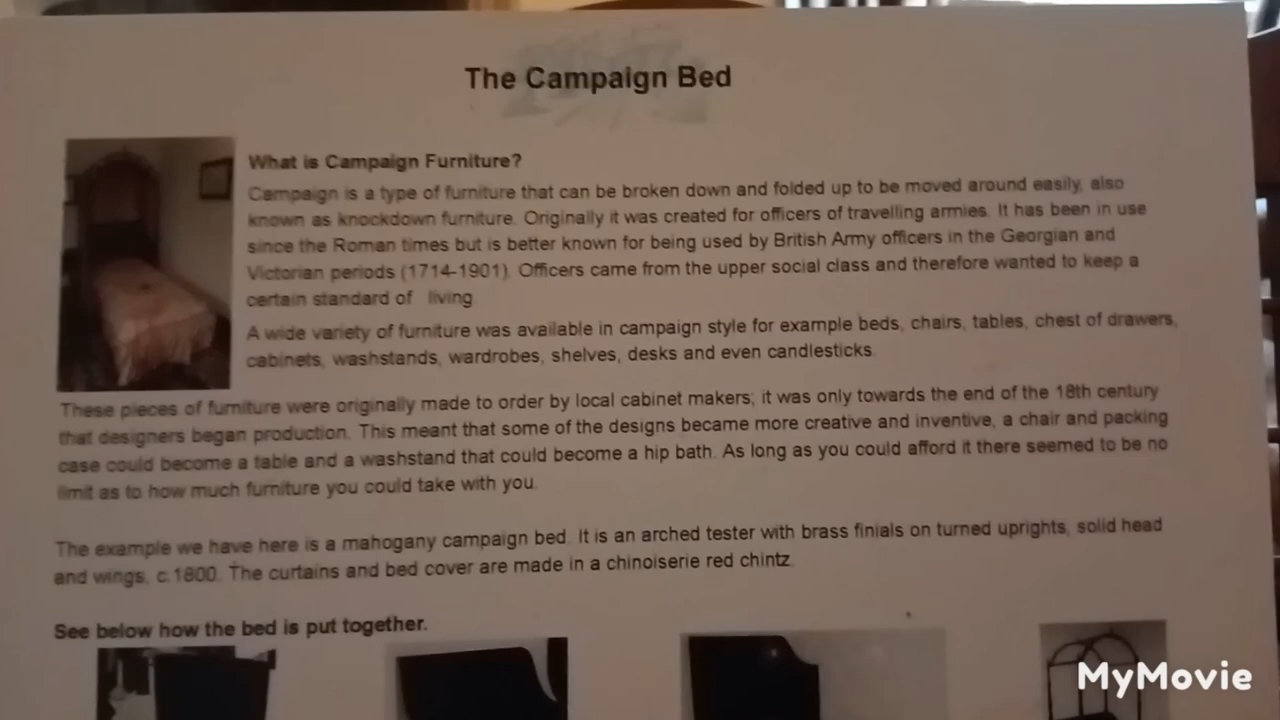 The Campaign Bed
What is Campaign Furniture?
Campaign is a type of furniture that can be broken down and folded up to be moved around easily, also
known as knockdown furniture. Originally it was created for officers of travelling armies. It has been in use
since the Roman times but is better known for being used by British Army officers in the Georgian and
Victorian periods (1714-1901). Officers came from the upper social class and therefore wanted to keep a
certain standard of living.
A wide variety of furniture was available in campaign style for example beds, chairs, tables, chest of drawers,
cabinets, washstands, wardrobes, shelves, desks and even candlesticks.
These pieces of furniture were originally made to order by local cabinet makers; it was only towards the end of the 18th century
that designers began production. This meant that some of the designs became more creative and inventive, a chair and packing
case could become a table and a washstand that could become a hip bath. As long as you could afford it there seemed to be no
limit as to how much furniture you could take with you.
The example we have here is a mahogany campaign bed. It is an arched tester with brass finials on turned uprights, solid head
and wings, c.1800. The curtains and bed cover are made in a chinoiserie red chintz.
See below how the bed is put together.
MyMovie